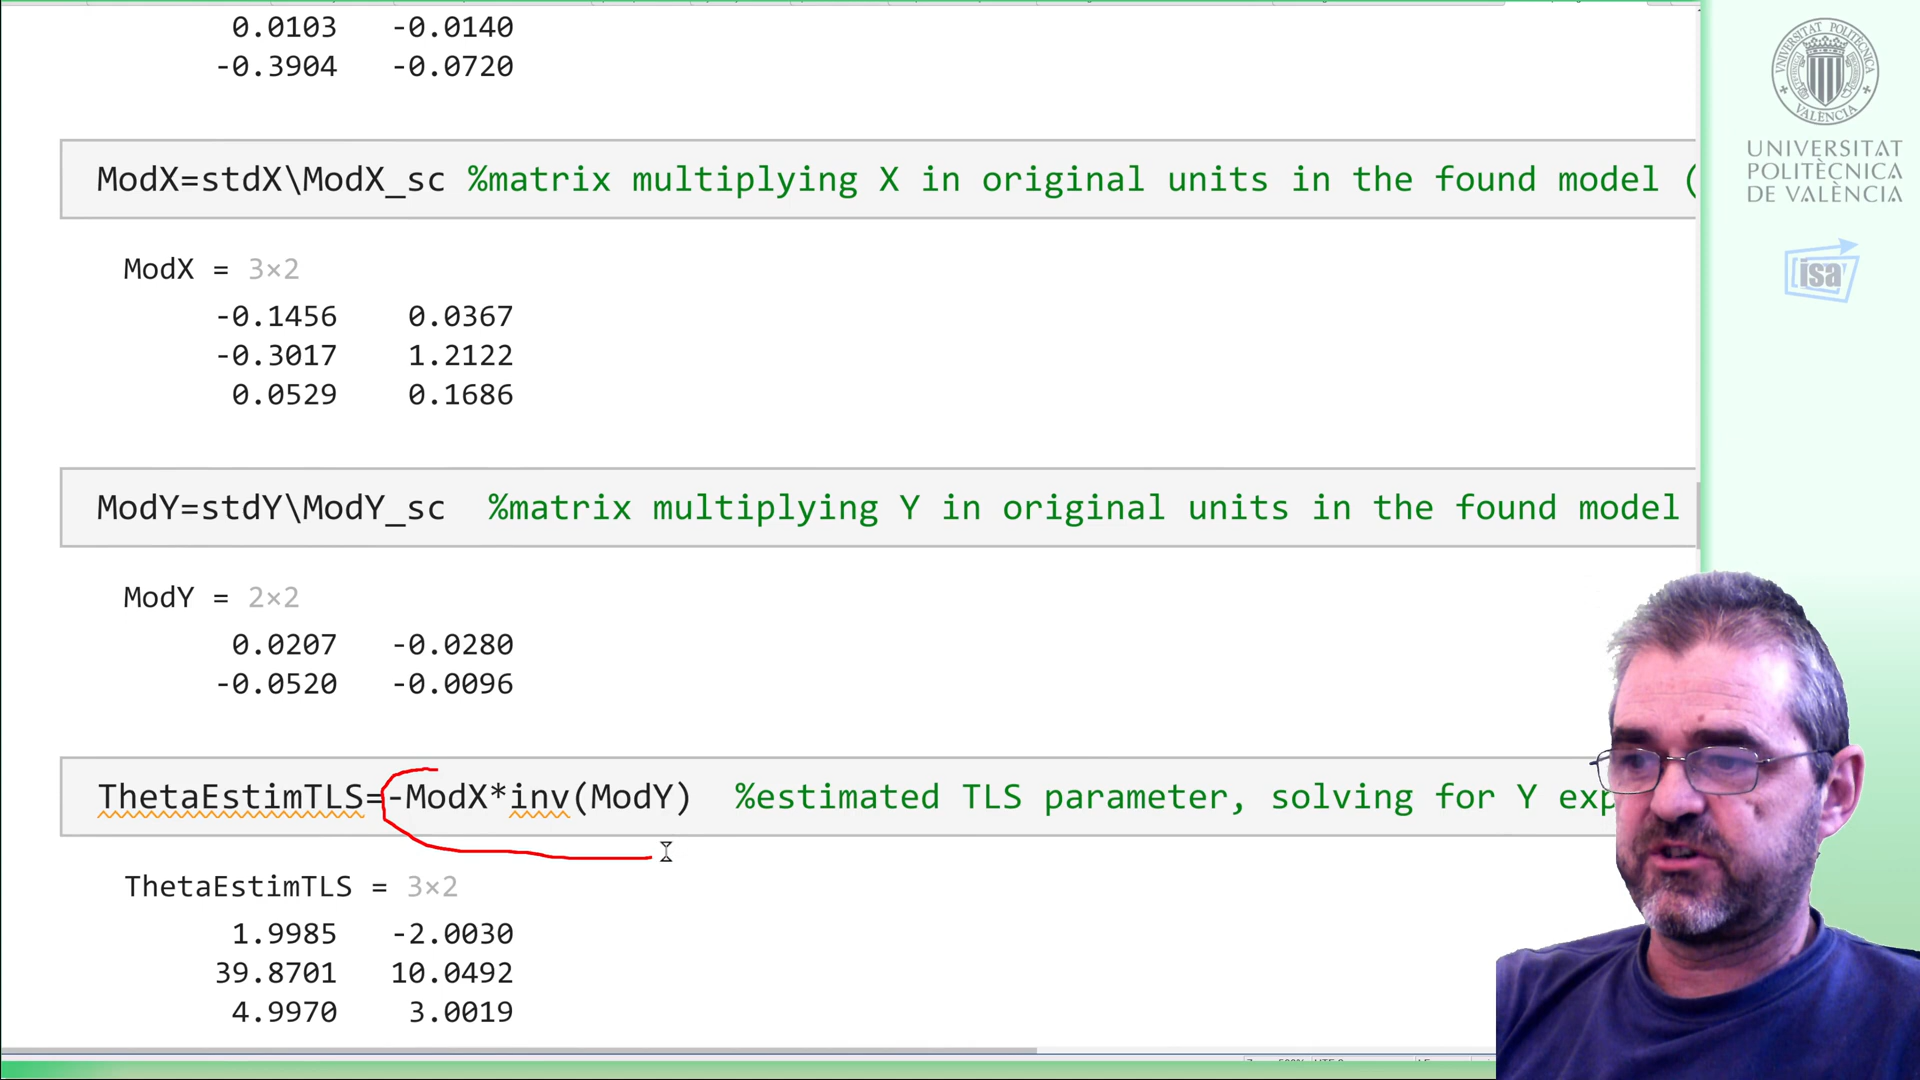 0.0103 -0.0140
-0.3904 -0.0720
ModX=stdX\ModX_sc %matrix multiplying X in original units in the found model (
ModX = 3×2
-0.1456 0.0367
-0.3017 1.2122
0.0529 0.1686
ModY=stdY\ModY_sc %matrix multiplying Y in original units in the found model
ModY = 2×2
0.0207 -0.0280
-0.0520 -0.0096
ThetaEstimTLS=-ModX*inv(ModY) %estimated TLS parameter, solving for Y exp
ThetaEstimTLS = 3×2
1.9985 -2.0030
39.8701 10.0492
4.9970 3.0019
UNIVERSITAT
POLITÈCNICA
DE VALÈNCIA
isa